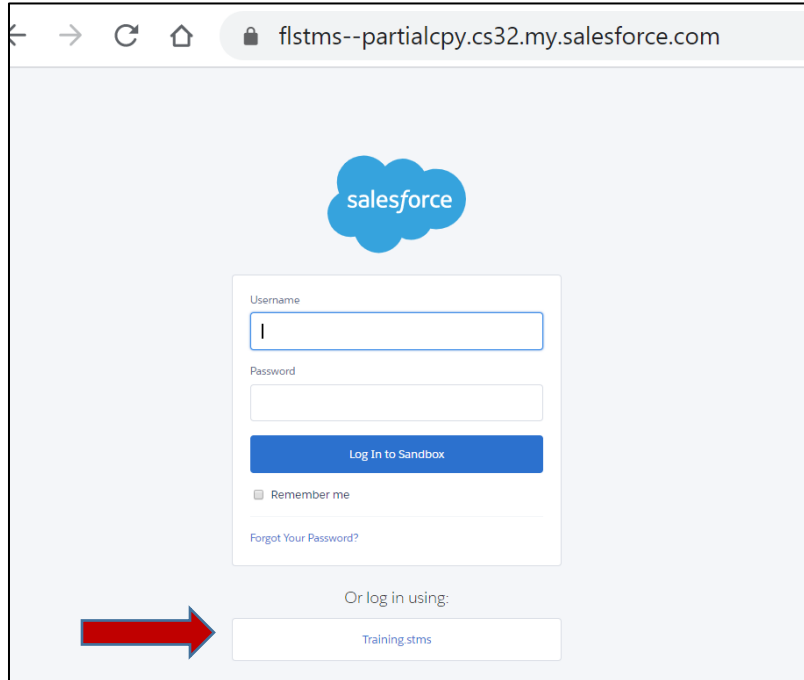 flstms--partialcpy.cs32.my.salesforce.com
salesforce
Username
Password
Log In to Sandbox
Remember me
Forgot Your Password?
Or log in using:
Training.stms